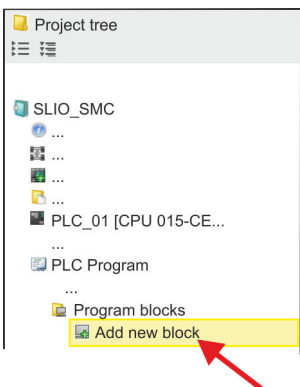 Project tree
SLIO_SMC
...
...
...
...
PLC_01 [CPU 015-CE...
...
PLC Program
...
Program blocks
Add new block